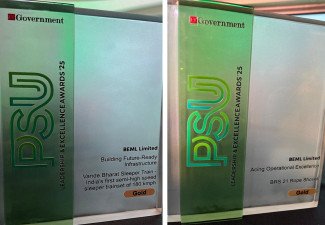 Government
PSU
LEADERSHIP & EXCELLENCE AWARDS '25
BEML Limited
Building Future-Ready
Infrastructure
Vande Bharat Sleeper Train -
India's first semi-high speed
sleeper trainset of 180 kmph
Gold
Government
PSU
LEADERSHIP & EXCELLENCE AWARDS '25
BEML Limited
Acing Operational Excellence
Gold